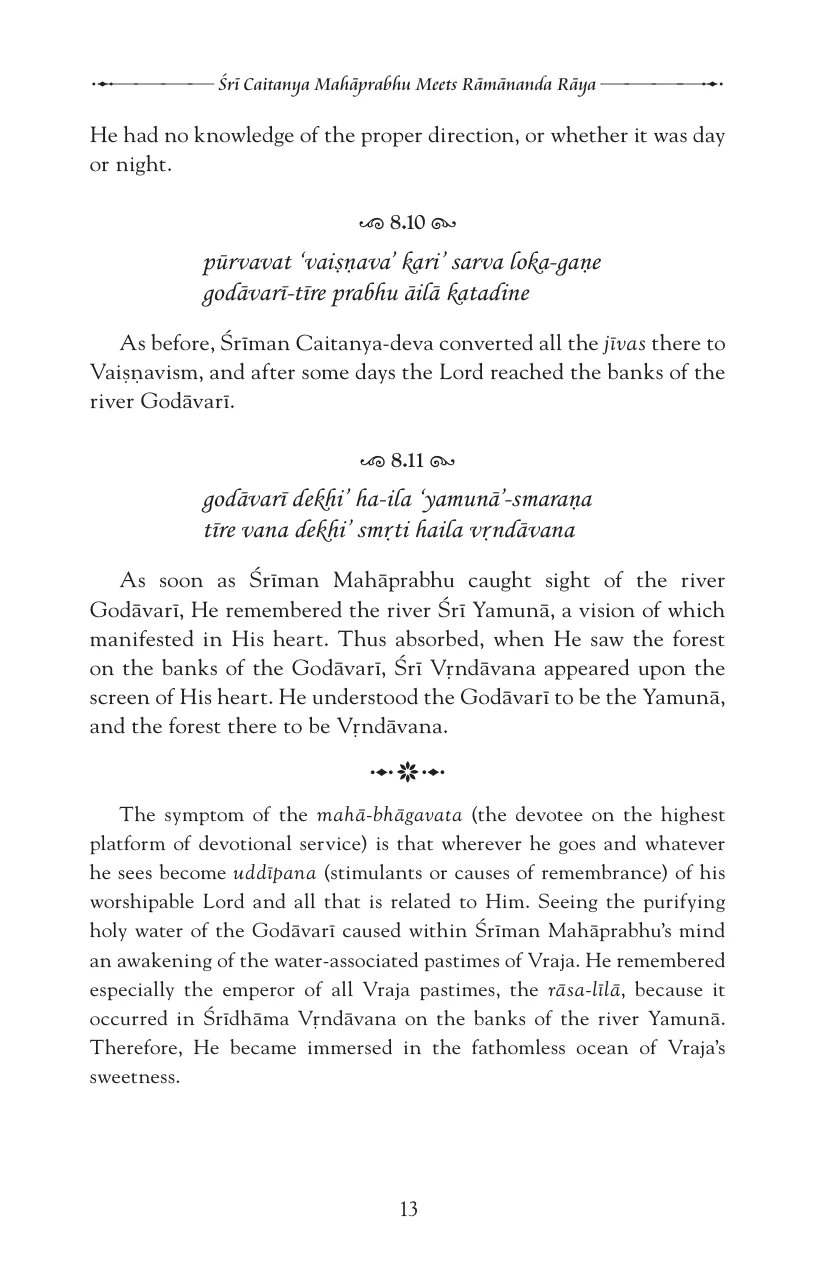 Śrī Caitanya Mahāprabhu Meets Rāmānanda Rāya
He had no knowledge of the proper direction, or whether it was day
or night.
8.10
pūrvavat ‘vaiṣṇava’ kari’ sarva loka-gaṇe
godāvarī-tīre prabhu āilā katadine
As before, Śrīman Caitanya-deva converted all the jīvas there to
Vaiṣṇavism, and after some days the Lord reached the banks of the
river Godāvarī.
8.11
godāvarī dekhi’ ha-ila ‘yamunā’-smaraṇa
tīre vana dekhi’ smṛti haila vṛndāvana
As soon as Śrīman Mahāprabhu caught sight of the river
Godāvarī, He remembered the river Śrī Yamunā, a vision of which
manifested in His heart. Thus absorbed, when He saw the forest
on the banks of the Godāvarī, Śrī Vṛndāvana appeared upon the
screen of His heart. He understood the Godāvarī to be the Yamunā,
and the forest there to be Vṛndāvana.
The symptom of the mahā-bhāgavata (the devotee on the highest
platform of devotional service) is that wherever he goes and whatever
he sees become uddīpana (stimulants or causes of remembrance) of his
worshipable Lord and all that is related to Him. Seeing the purifying
holy water of the Godāvarī caused within Śrīman Mahāprabhu’s mind
an awakening of the water-associated pastimes of Vraja. He remembered
especially the emperor of all Vraja pastimes, the rāsa-līlā, because it
occurred in Śrīdhāma Vṛndāvana on the banks of the river Yamunā.
Therefore, He became immersed in the fathomless ocean of Vraja’s
sweetness.
13